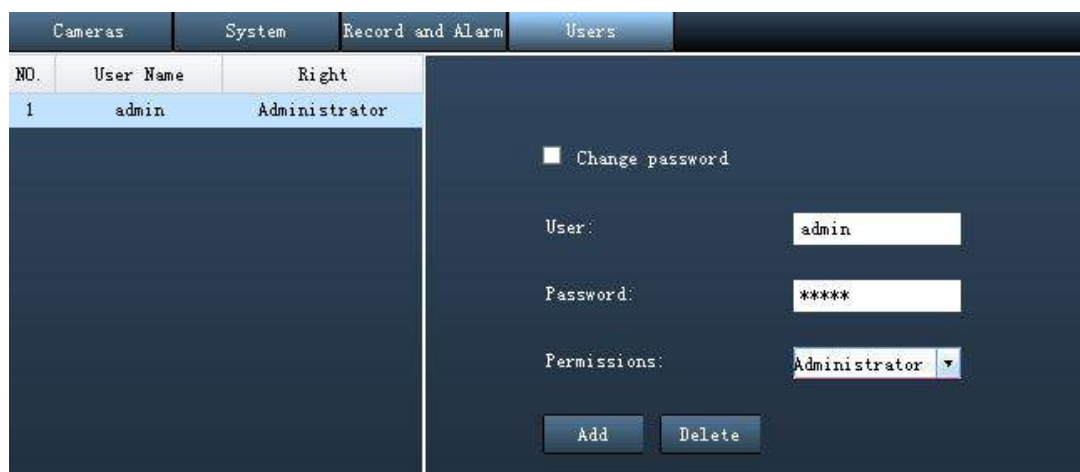 Cameras System Record and Alarm Users
NO. User Name Right
1 admin Administrator
Change password
User: admin
Password: *****
Permissions: Administrator
Add Delete